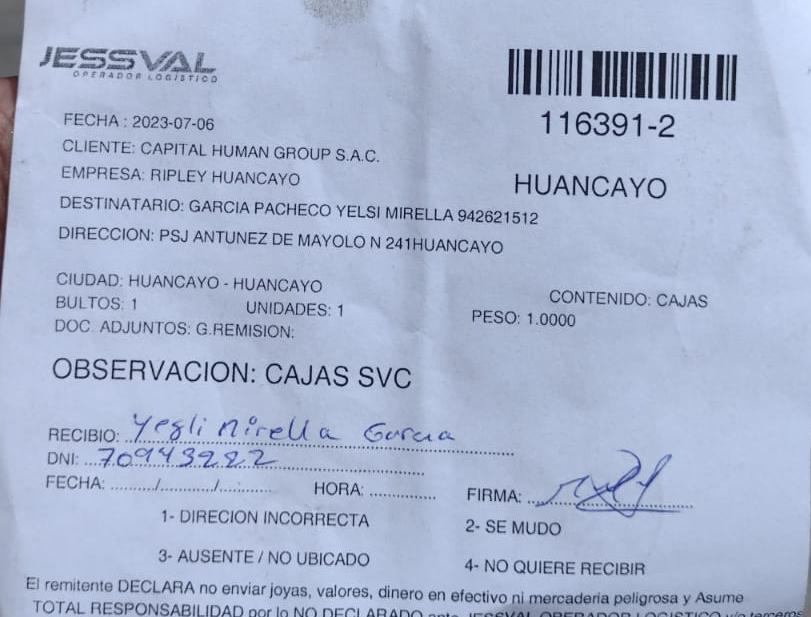 JESSVAL
OPERADOR LOGÍSTICO
116391-2
HUANCAYO
FECHA : 2023-07-06
CLIENTE: CAPITAL HUMAN GROUP S.A.C.
EMPRESA: RIPLEY HUANCAYO
DESTINATARIO: GARCIA PACHECO YELSI MIRELLA 942621512
DIRECCION: PSJ ANTUNEZ DE MAYOLO N 241HUANCAYO
CIUDAD: HUANCAYO - HUANCAYO
BULTOS: 1 UNIDADES: 1
CONTENIDO: CAJAS
PESO: 1.0000
DOC. ADJUNTOS: G.REMISION:
OBSERVACION: CAJAS SVC
RECIBIO: Yesli Mirella Garcia
DNI: 70943222
FECHA: ........./........../.......... HORA: ............ FIRMA:
1- DIRECION INCORRECTA 2- SE MUDO
3- AUSENTE / NO UBICADO 4- NO QUIERE RECIBIR
El remitente DECLARA no enviar joyas, valores, dinero en efectivo ni mercaderia peligrosa y Asume
TOTAL RESPONSABILIDAD por lo NO DECLARADO ante JESSVAL OPERADOR LOGISTICO y/o terceros